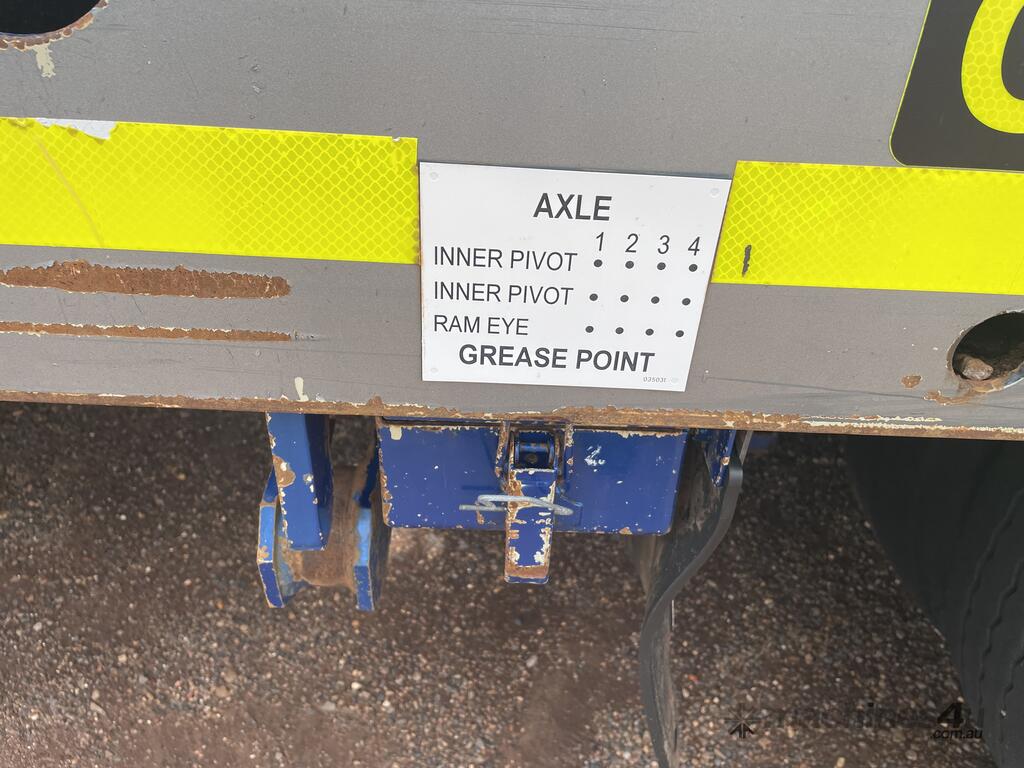 AXLE
1 2 3 4
INNER PIVOT • • • •
INNER PIVOT • • • •
RAM EYE • • • •
GREASE POINT
035031
machines4u
.com.au